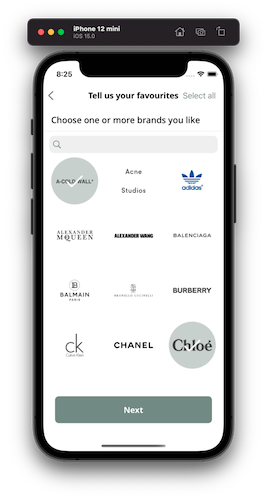 iPhone 12 mini
iOS 15.0
8:25
Tell us your favourites
Select all
Choose one or more brands you like
A-COLD-WALL*
Acne
Studios
adidas
ALEXANDER
McQUEEN
ALEXANDER WANG
BALENCIAGA
B
BALMAIN
PARIS
BRUNELLO CUCINELLI
BURBERRY
ck
Calvin Klein
CHANEL
Chloé
Next